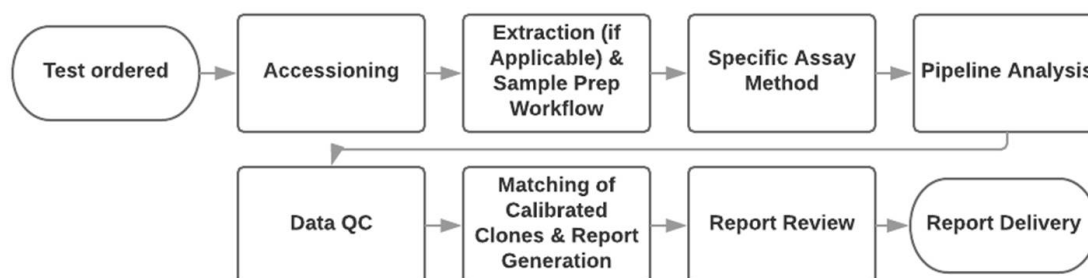 Test ordered
Accessioning
Extraction (if
Applicable) &
Sample Prep
Workflow
Specific Assay
Method
Pipeline Analysis
Data QC
Matching of
Calibrated
Clones & Report
Generation
Report Review
Report Delivery